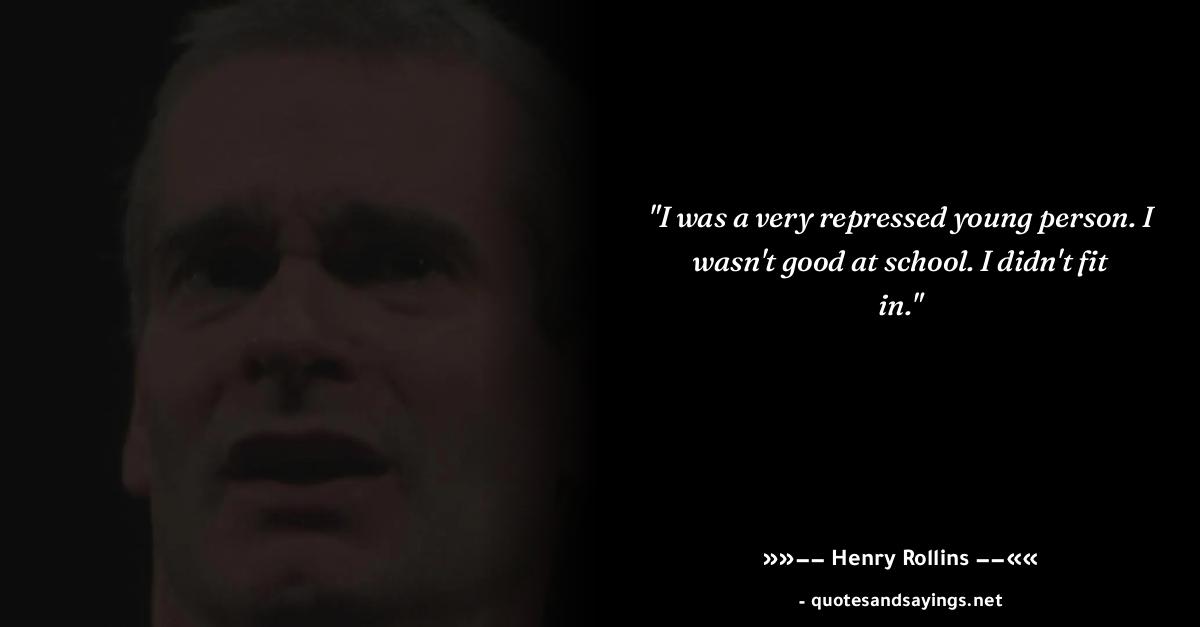 "I was a very repressed young person. I
wasn't good at school. I didn't fit
in."
»»–– Henry Rollins ––««
- quotesandsayings.net